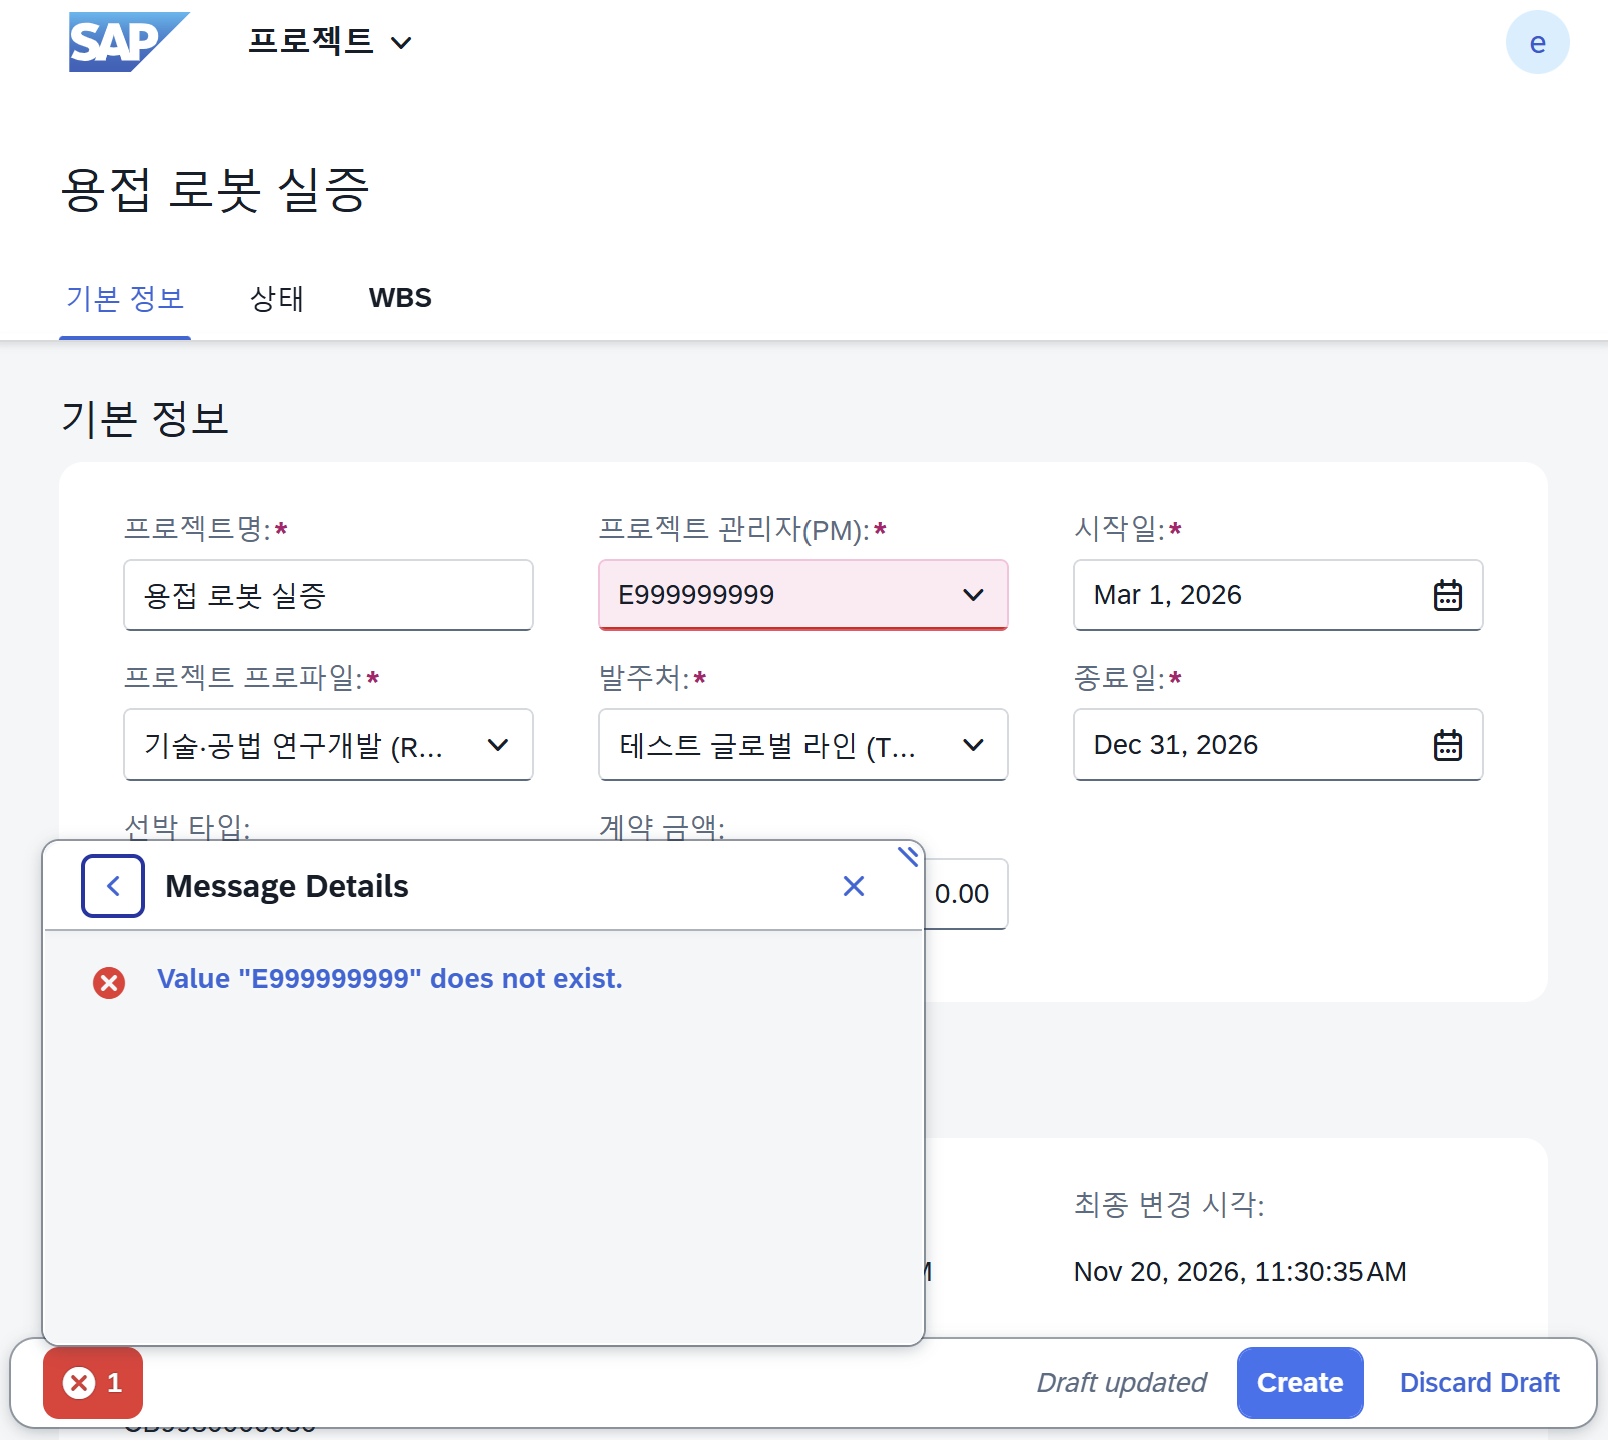 SAP
프로젝트
e
용접 로봇 실증
기본 정보
상태
WBS
기본 정보
프로젝트명:*
프로젝트 관리자(PM):*
시작일:*
용접 로봇 실증
E999999999
Mar 1, 2026
프로젝트 프로파일:*
발주처:*
종료일:*
기술·공법 연구개발 (R...
테스트 글로벌 라인 (T...
Dec 31, 2026
선박 타입:
계약 금액:
0.00
Message Details
Value "E999999999" does not exist.
최종 변경 시각:
Nov 20, 2026, 11:30:35 AM
1
Draft updated
Create
Discard Draft